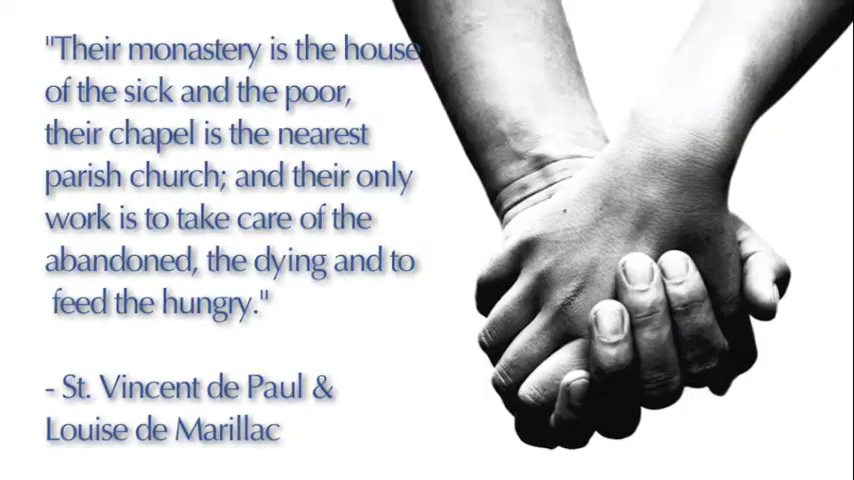 "Their monastery is the house
of the sick and the poor,
their chapel is the nearest
parish church; and their only
work is to take care of the
abandoned, the dying and to
feed the hungry."
- St. Vincent de Paul &
Louise de Marillac